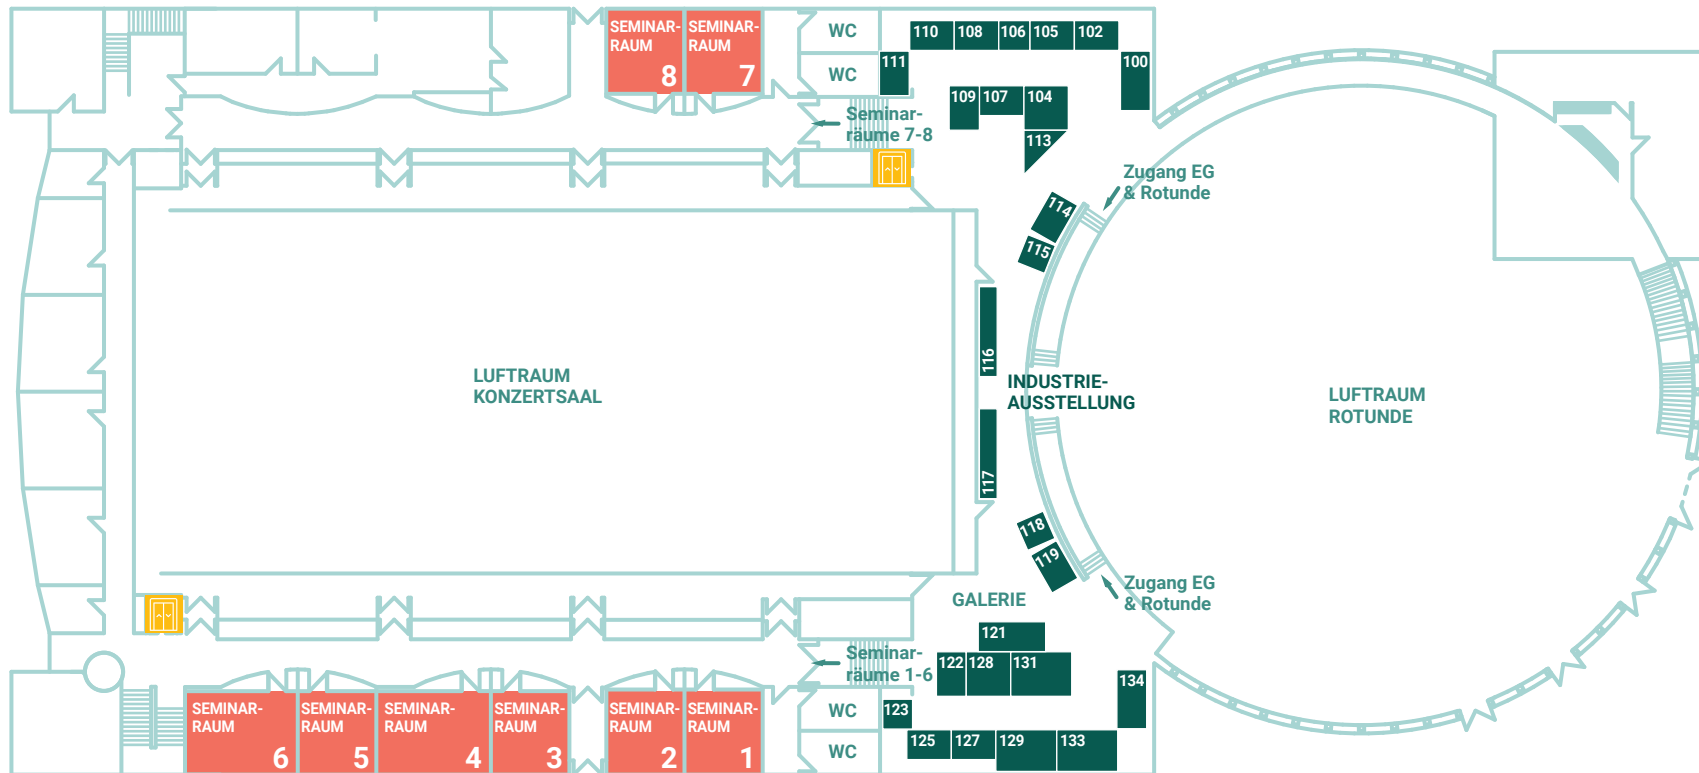 SEMINAR-
RAUM
8
SEMINAR-
RAUM
7
WC
WC
110
108
106
105
102
111
100
109
107
104
113
Seminar-
räume 7-8
Zugang EG
& Rotunde
114
115
116
INDUSTRIE-
AUSSTELLUNG
117
LUFTRAUM
KONZERTSAAL
LUFTRAUM
ROTUNDE
118
119
Zugang EG
& Rotunde
GALERIE
121
122
128
131
Seminar-
räume 1-6
134
123
125
127
129
133
WC
WC
SEMINAR-
RAUM
6
SEMINAR-
RAUM
5
SEMINAR-
RAUM
4
SEMINAR-
RAUM
3
SEMINAR-
RAUM
2
SEMINAR-
RAUM
1